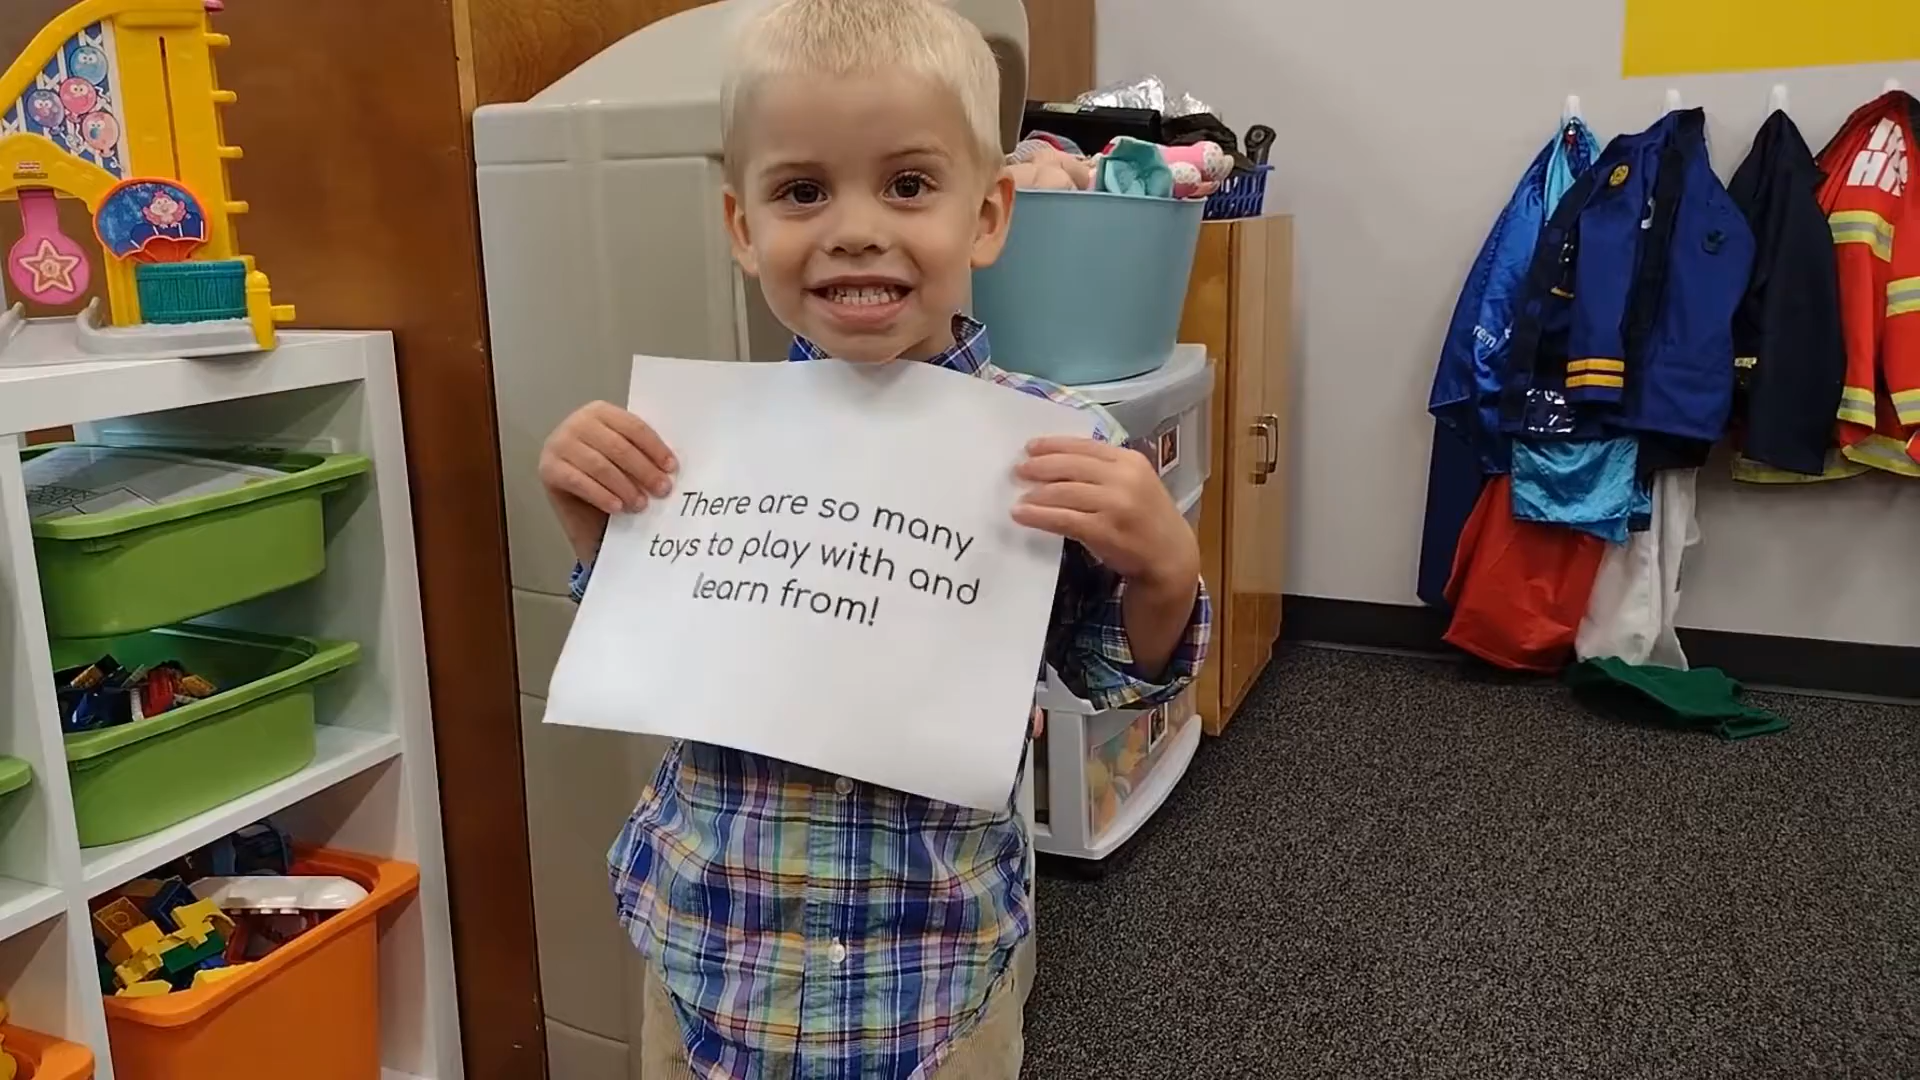 There are so many
toys to play with and
learn from!